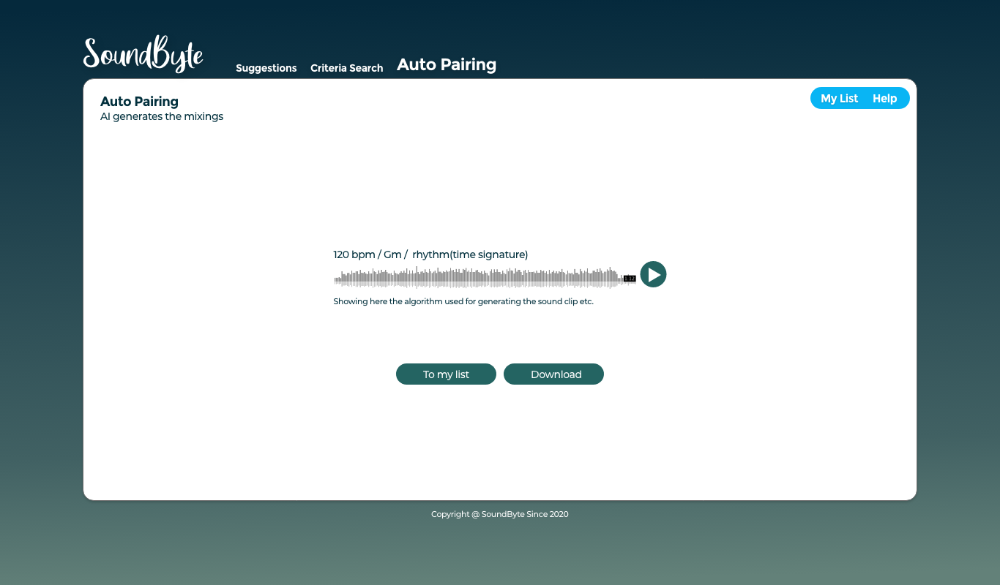 SoundByte
Suggestions Criteria Search Auto Pairing
Auto Pairing
My List Help
AI generates the mixings
120 bpm / Gm / rhythm(time signature)
1:12
Showing here the algorithm used for generating the sound clip etc.
To my list Download
Copyright @ SoundByte Since 2020